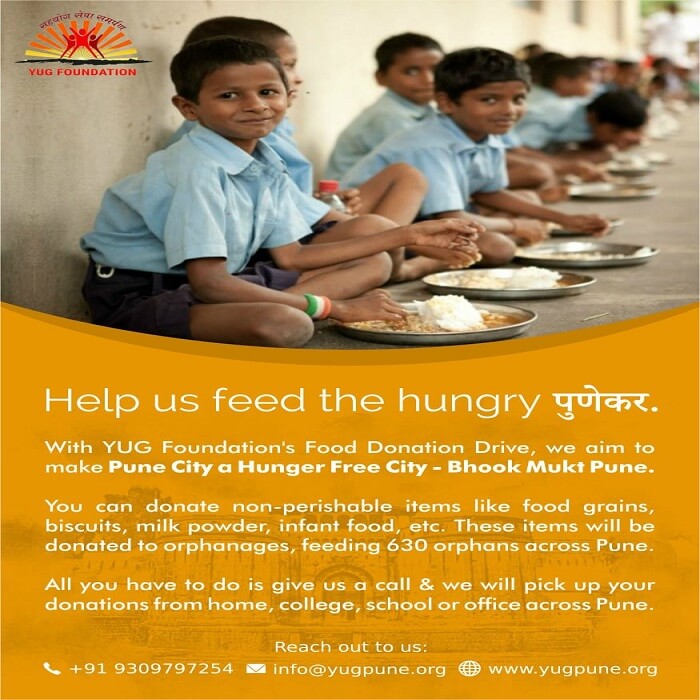 सहयोग सेवा समर्पण
YUG FOUNDATION
Help us feed the hungry पुणेकर.
With YUG Foundation's Food Donation Drive, we aim to
make Pune City a Hunger Free City - Bhook Mukt Pune.
You can donate non-perishable items like food grains,
biscuits, milk powder, infant food, etc. These items will be
donated to orphanages, feeding 630 orphans across Pune.
All you have to do is give us a call & we will pick up your
donations from home, college, school or office across Pune.
Reach out to us:
+91 9309797254 info@yugpune.org www.yugpune.org